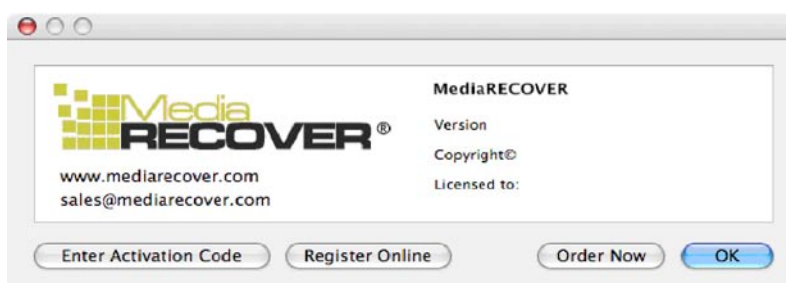 Media
RECOVER®
www.mediarecover.com
sales@mediarecover.com
MediaRECOVER
Version
Copyright©
Licensed to:
Enter Activation Code
Register Online
Order Now
OK